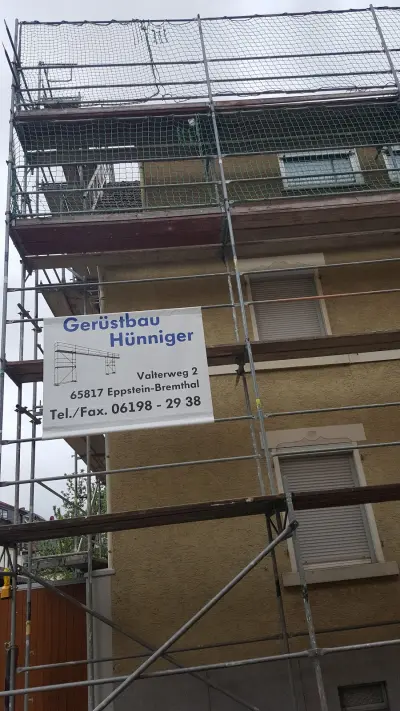 Gerüstbau
Hünniger
Valterweg 2
65817 Eppstein-Bremthal
Tel./Fax. 06198 - 29 38